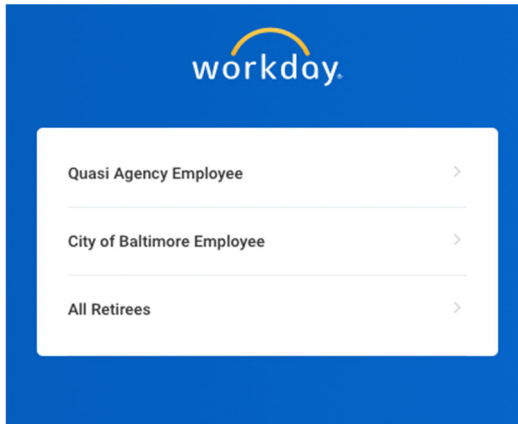 workday.
Quasi Agency Employee
City of Baltimore Employee
All Retirees